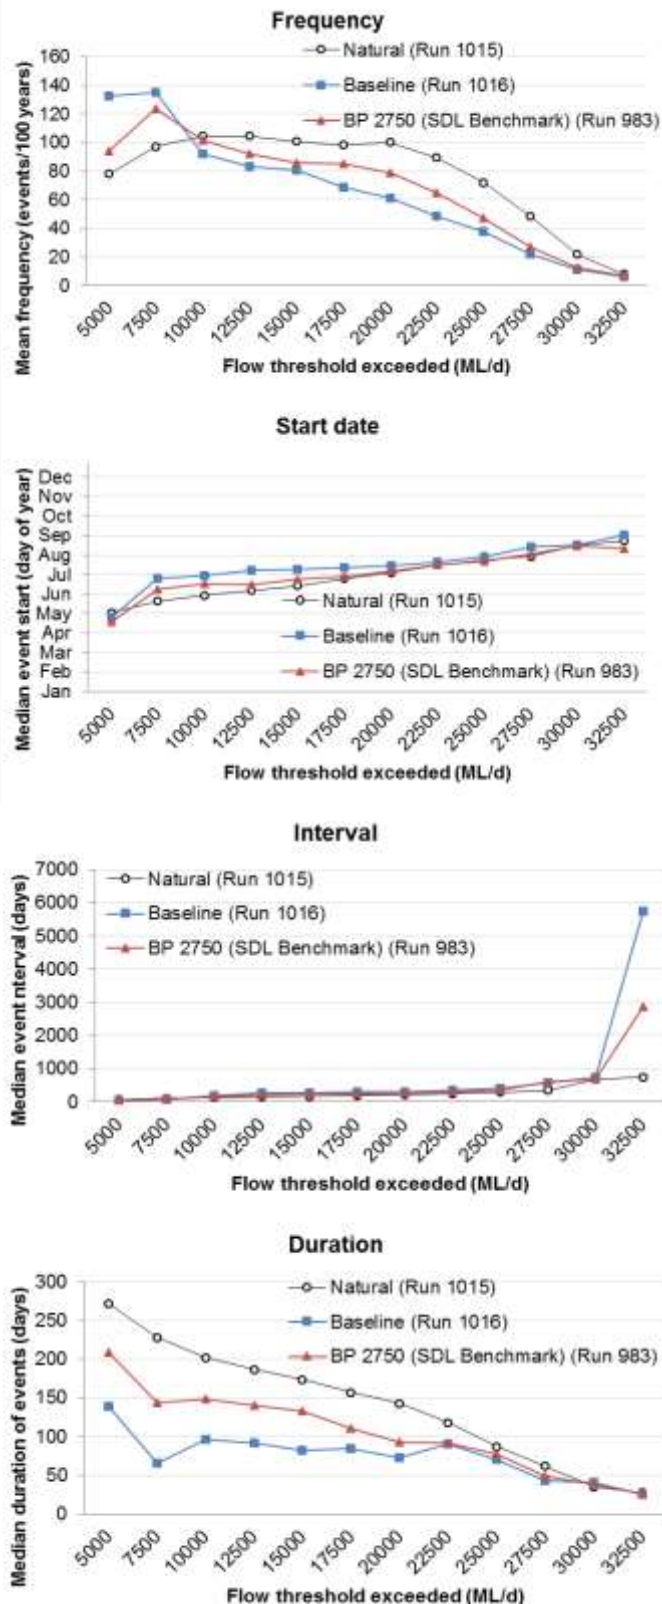 Frequency
Natural (Run 1015)
Baseline (Run 1016)
BP 2750 (SDL Benchmark) (Run 983)
Mean frequency (events/100 years)
160
140
120
100
80
60
40
20
0
5000
7500
10000
12500
15000
17500
20000
22500
25000
27500
30000
32500
Flow threshold exceeded (ML/d)
Start date
Median event start (day of year)
Dec
Nov
Oct
Sep
Aug
Jul
Jun
May
Apr
Mar
Feb
Jan
Natural (Run 1015)
Baseline (Run 1016)
BP 2750 (SDL Benchmark) (Run 983)
5000
7500
10000
12500
15000
17500
20000
22500
25000
27500
30000
32500
Flow threshold exceeded (ML/d)
Interval
Median event nterval (days)
7000
6000
5000
4000
3000
2000
1000
0
Natural (Run 1015)
Baseline (Run 1016)
BP 2750 (SDL Benchmark) (Run 983)
5000
7500
10000
12500
15000
17500
20000
22500
25000
27500
30000
32500
Flow threshold exceeded (ML/d)
Duration
Median duration of events (days)
300
250
200
150
100
50
0
Natural (Run 1015)
Baseline (Run 1016)
BP 2750 (SDL Benchmark) (Run 983)
5000
7500
10000
12500
15000
17500
20000
22500
25000
27500
30000
32500
Flow threshold exceeded (ML/d)